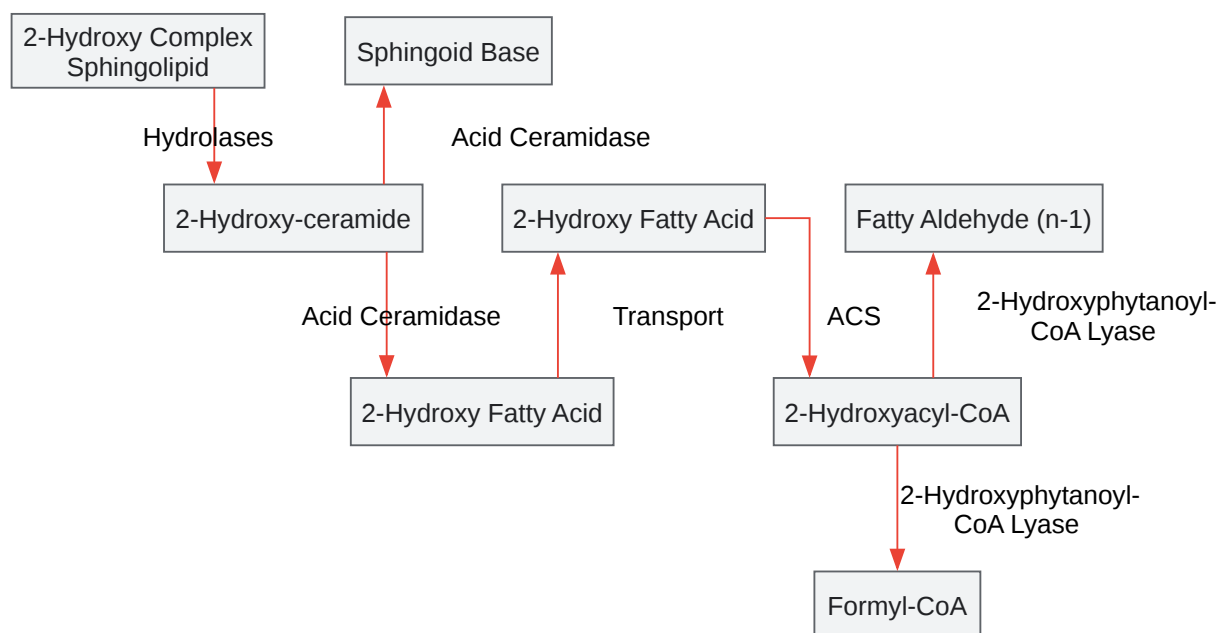 2-Hydroxy Complex
Sphingolipid
Sphingoid Base
Hydrolases
Acid Ceramidase
2-Hydroxy-ceramide
2-Hydroxy Fatty Acid
Fatty Aldehyde (n-1)
Acid Ceramidase
Transport
ACS
2-Hydroxyphytanoyl-
CoA Lyase
2-Hydroxy Fatty Acid
2-Hydroxyacyl-CoA
2-Hydroxyphytanoyl-
CoA Lyase
Formyl-CoA